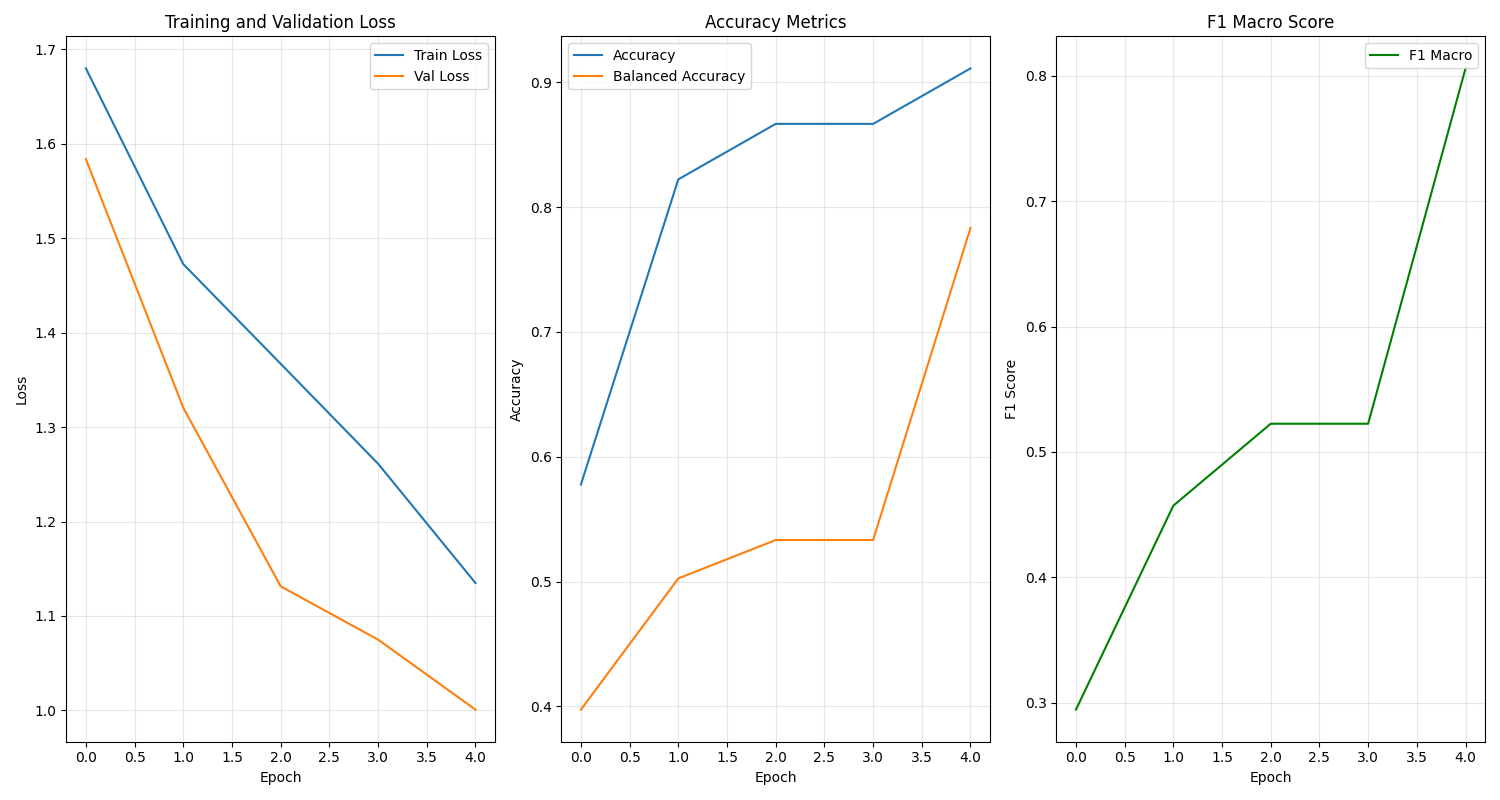 Training and Validation Loss
Train Loss
Val Loss
1.7
1.6
1.5
1.4
1.3
1.2
1.1
1.0
Loss
0.0 0.5 1.0 1.5 2.0 2.5 3.0 3.5 4.0
Epoch
Accuracy Metrics
Accuracy
Balanced Accuracy
0.9
0.8
0.7
0.6
0.5
0.4
Accuracy
0.0 0.5 1.0 1.5 2.0 2.5 3.0 3.5 4.0
Epoch
F1 Macro Score
F1 Macro
0.8
0.7
0.6
0.5
0.4
0.3
F1 Score
0.0 0.5 1.0 1.5 2.0 2.5 3.0 3.5 4.0
Epoch